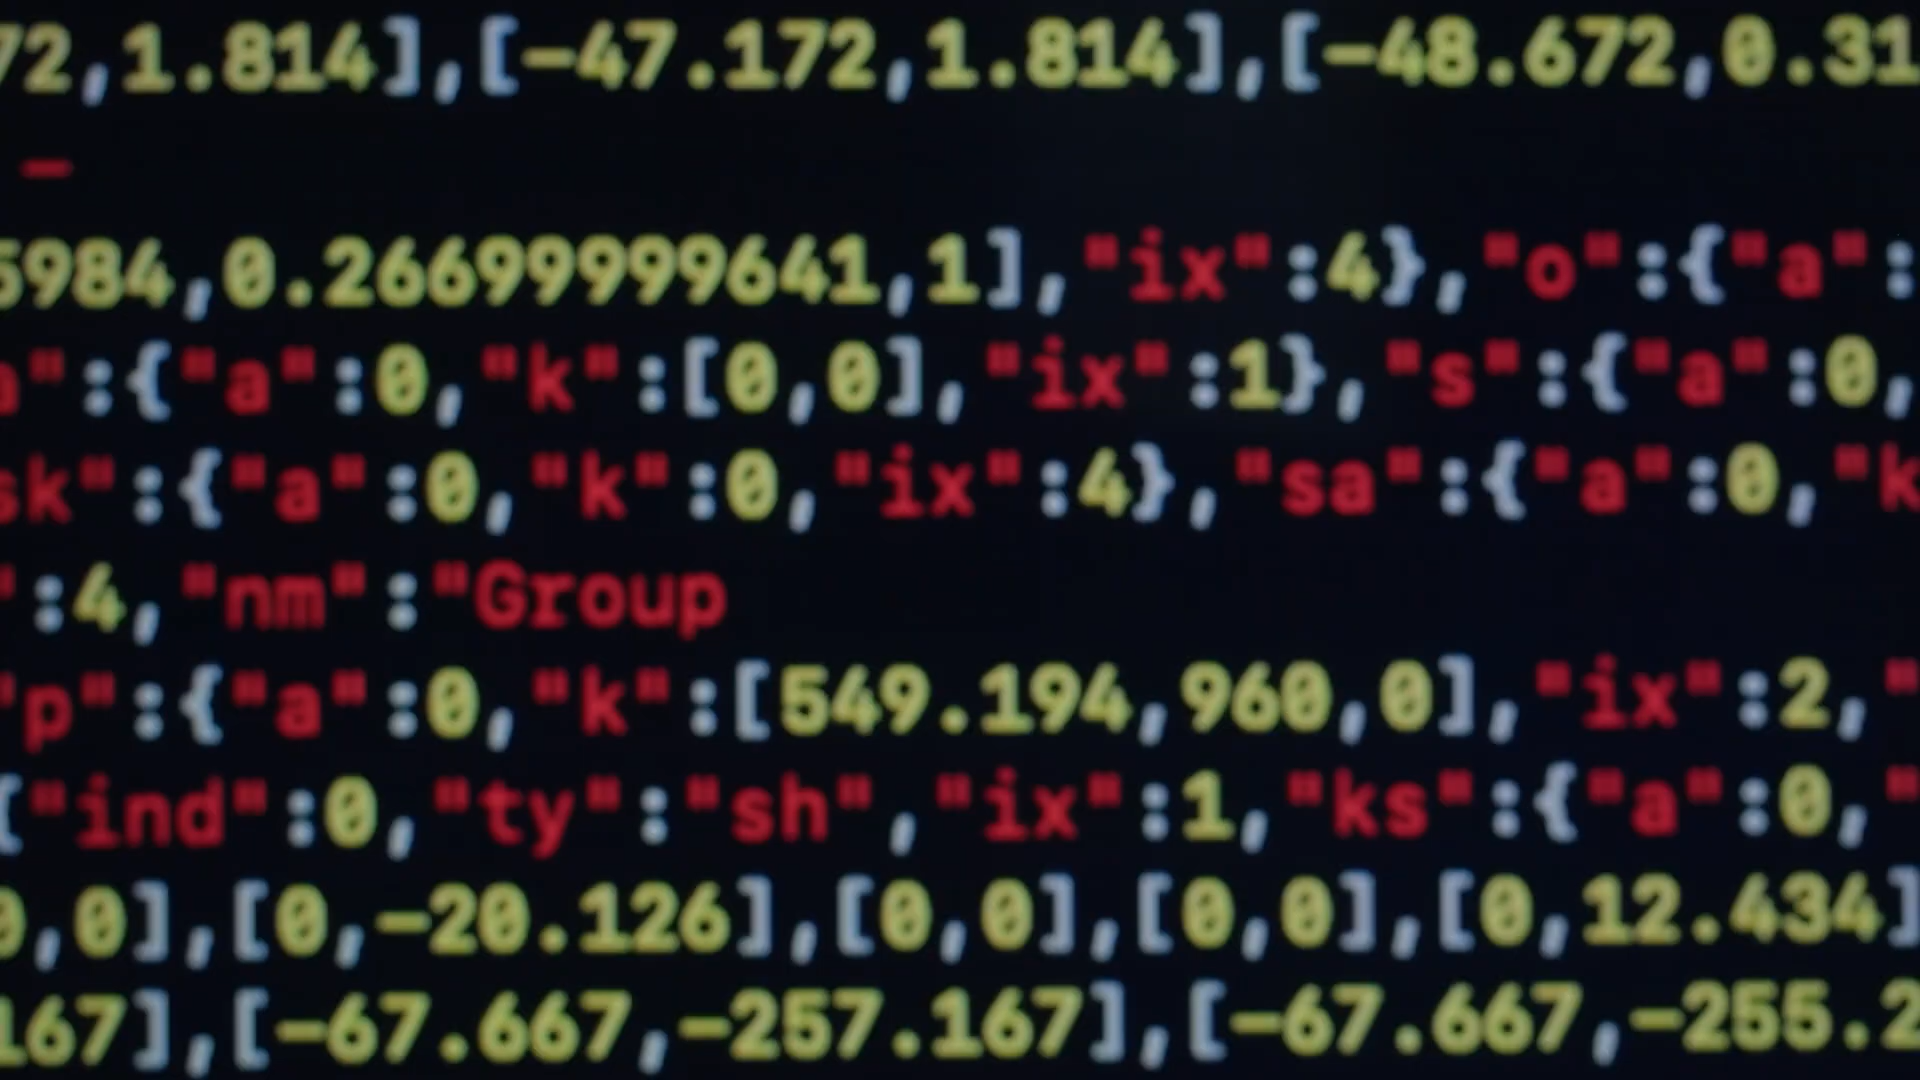 72,1.814],[-47.172,1.814],[-48.672,0.31
-
5984,0.26699999999641,1],"ix":4},"o":{"a":
a":{"a":0,"k":[0,0],"ix":1},"s":{"a":0,
sk":{"a":0,"k":0,"ix":4},"sa":{"a":0,"k
":4,"nm":"Group
"p":{"a":0,"k":[549.194,960,0],"ix":2,"
{"ind":0,"ty":"sh","ix":1,"ks":{"a":0,"
0,0],[0,-20.126],[0,0],[0,0],[0,12.434]
167],[-67.667,-257.167],[-67.667,-255.2